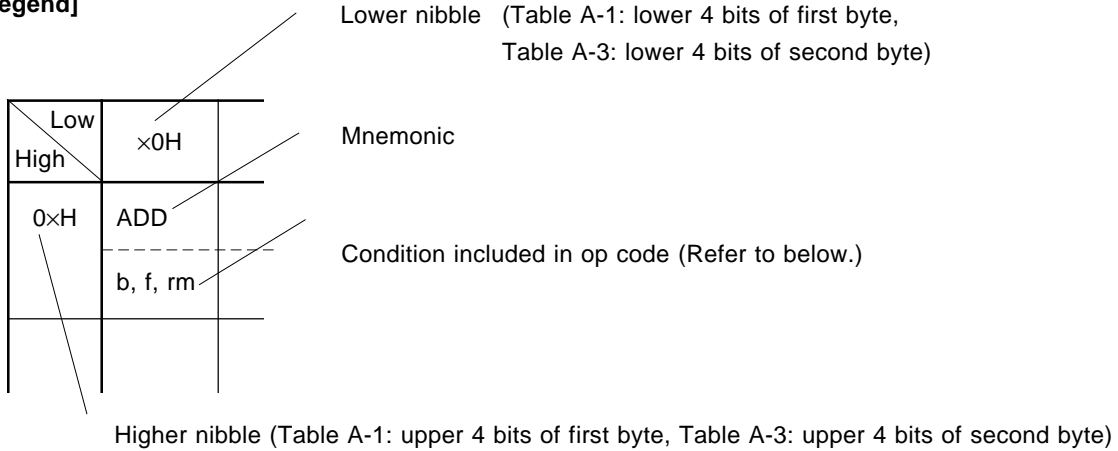 egend]
Lower nibble (Table A-1: lower 4 bits of first byte,
Table A-3: lower 4 bits of second byte)
Low
High
×0H
Mnemonic
0×H
ADD
Condition included in op code (Refer to below.)
b, f, rm
Higher nibble (Table A-1: upper 4 bits of first byte, Table A-3: upper 4 bits of second byte)